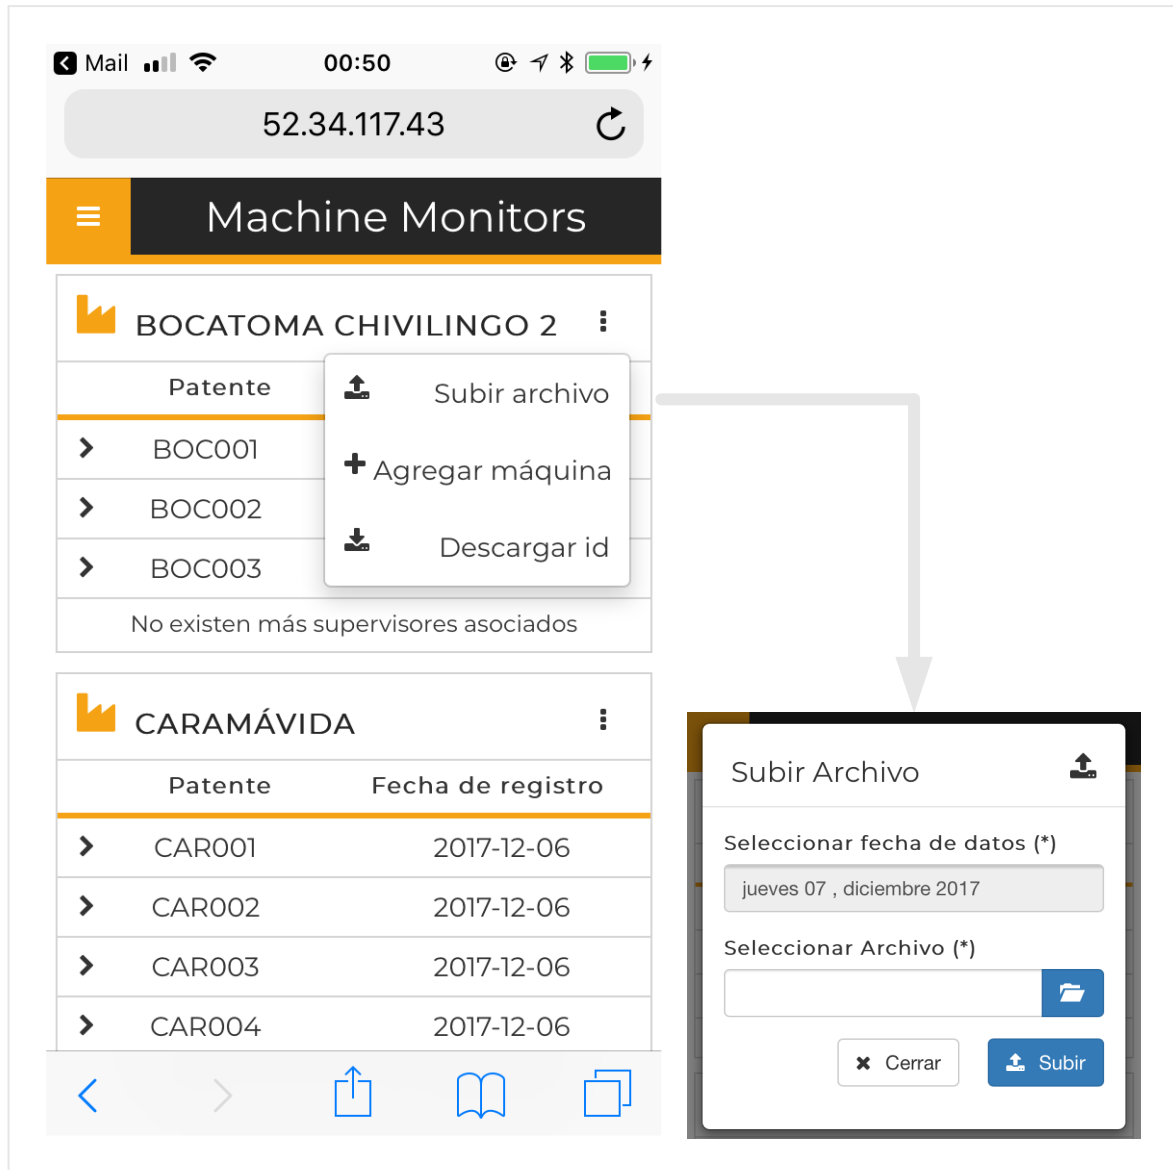 Mail 00:50
52.34.117.43
Machine Monitors
BOCATOMA CHIVILINGO 2
Patente
Subir archivo
BOC001
Agregar máquina
BOC002
Descargar id
BOC003
No existen más supervisores asociados
CARAMÁVIDA
Patente Fecha de registro
CAR001 2017-12-06
CAR002 2017-12-06
CAR003 2017-12-06
CAR004 2017-12-06
Subir Archivo
Seleccionar fecha de datos (*)
jueves 07 , diciembre 2017
Seleccionar Archivo (*)
Cerrar Subir